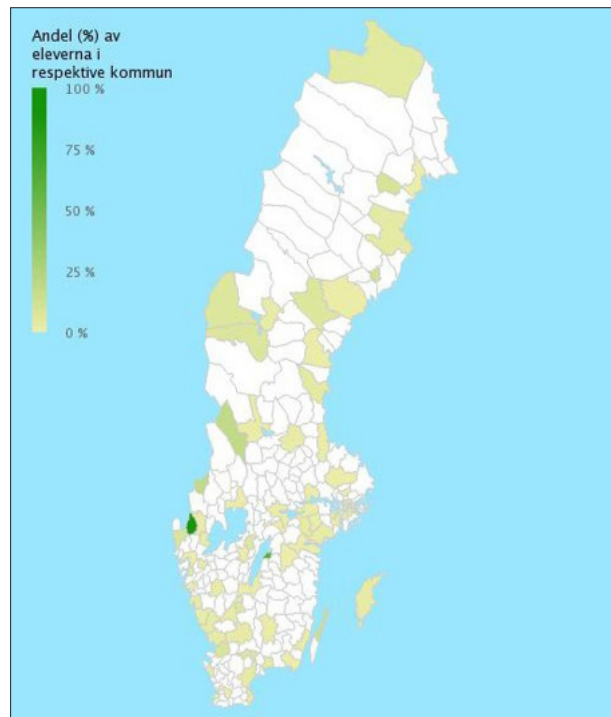 Andel (%) av
eleverna i
respektive kommun
100 %
75 %
50 %
25 %
0 %